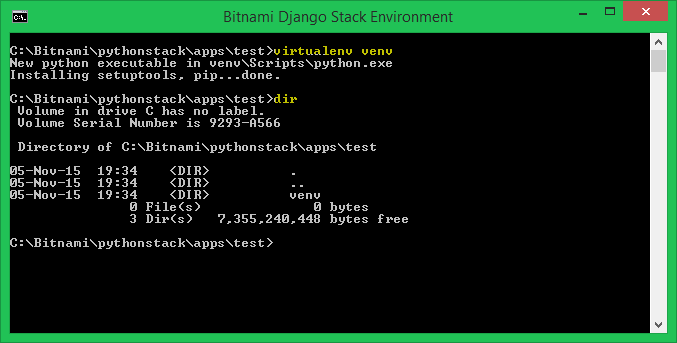 Bitnami Django Stack Environment
C:\Bitnami\pythonstack\apps\test>virtualenv venv
New python executable in venv\Scripts\python.exe
Installing setuptools, pip...done.
C:\Bitnami\pythonstack\apps\test>dir
 Volume in drive C has no label.
 Volume Serial Number is 9293-A566
 Directory of C:\Bitnami\pythonstack\apps\test
05-Nov-15  19:34    <DIR>          .
05-Nov-15  19:34    <DIR>          ..
05-Nov-15  19:34    <DIR>          venv
               0 File(s)              0 bytes
               3 Dir(s)   7,355,240,448 bytes free
C:\Bitnami\pythonstack\apps\test>